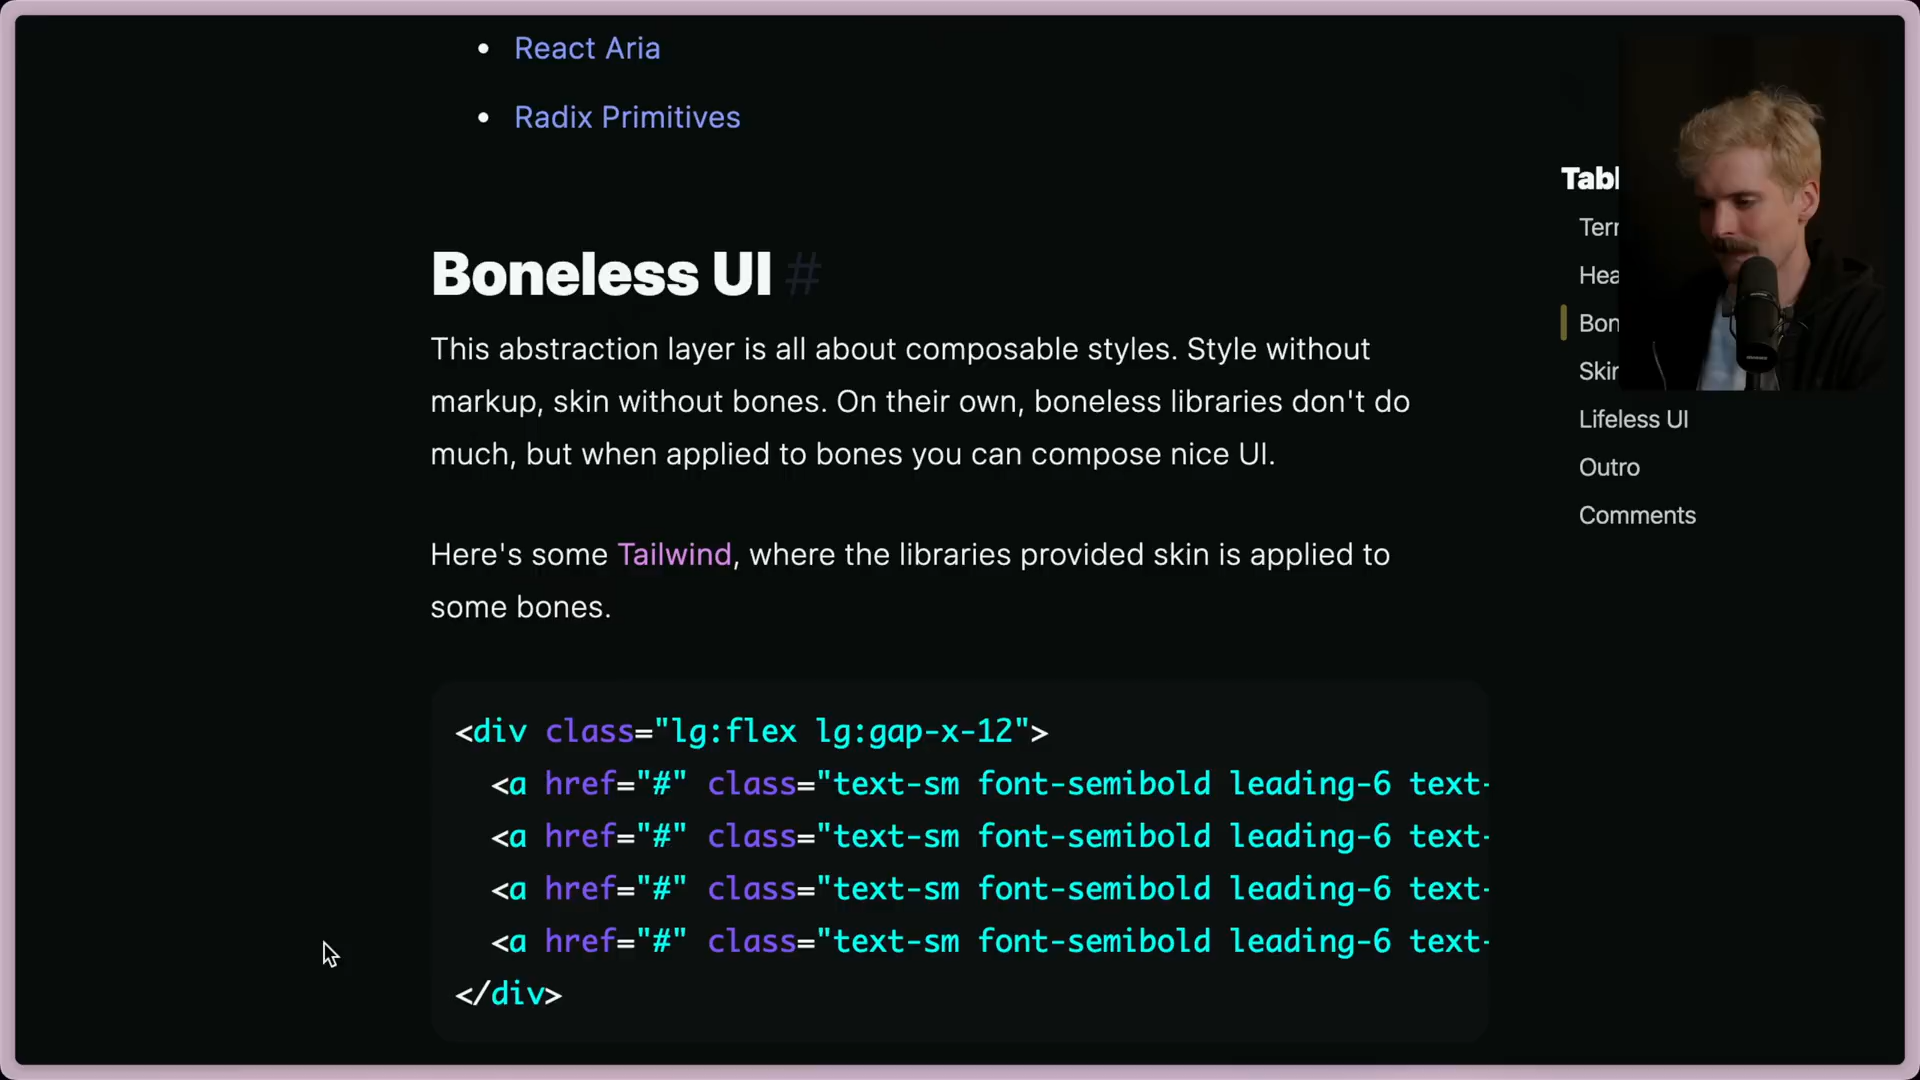 React Aria
Radix Primitives
Boneless UI #
This abstraction layer is all about composable styles. Style without
markup, skin without bones. On their own, boneless libraries don't do
much, but when applied to bones you can compose nice UI.
Here's some Tailwind, where the libraries provided skin is applied to
some bones.
<div class="lg:flex lg:gap-x-12">
<a href="#" class="text-sm font-semibold leading-6 text-
<a href="#" class="text-sm font-semibold leading-6 text-
<a href="#" class="text-sm font-semibold leading-6 text-
<a href="#" class="text-sm font-semibold leading-6 text-
</div>
Lifeless UI
Outro
Comments